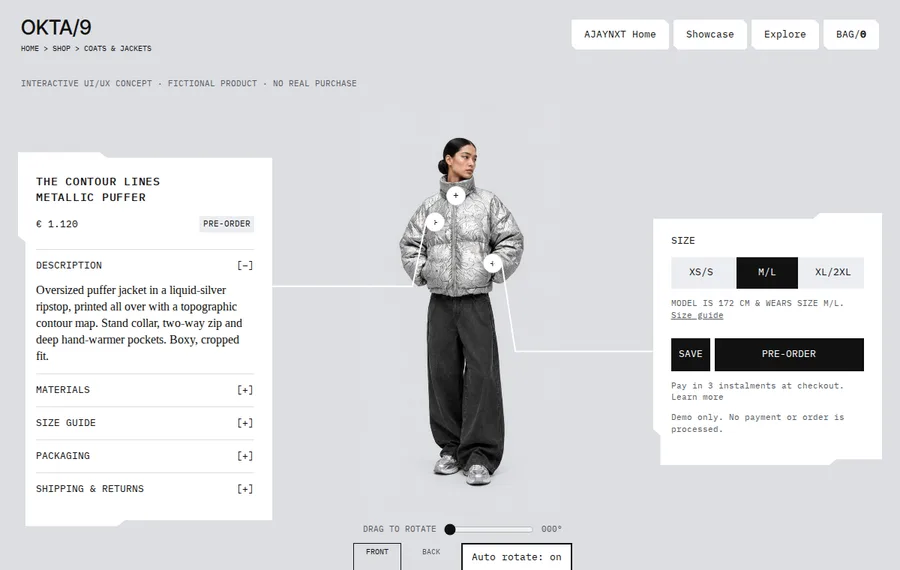 OKTA/9
HOME > SHOP > COATS & JACKETS
AJAYNXT Home
Showcase
Explore
BAG/0
INTERACTIVE UI/UX CONCEPT - FICTIONAL PRODUCT - NO REAL PURCHASE
THE CONTOUR LINES
METALLIC PUFFER
€ 1.120
PRE-ORDER
DESCRIPTION [−]
Oversized puffer jacket in a liquid-silver
ripstop, printed all over with a topographic
contour map. Stand collar, two-way zip and
deep hand-warmer pockets. Boxy, cropped
fit.
MATERIALS [+]
SIZE GUIDE [+]
PACKAGING [+]
SHIPPING & RETURNS [+]
+
+
+
SIZE
XS/S M/L XL/2XL
MODEL IS 172 CM & WEARS SIZE M/L.
Size guide
SAVE PRE-ORDER
Pay in 3 instalments at checkout.
Learn more
Demo only. No payment or order is
processed.
DRAG TO ROTATE 000°
FRONT BACK Auto rotate: on